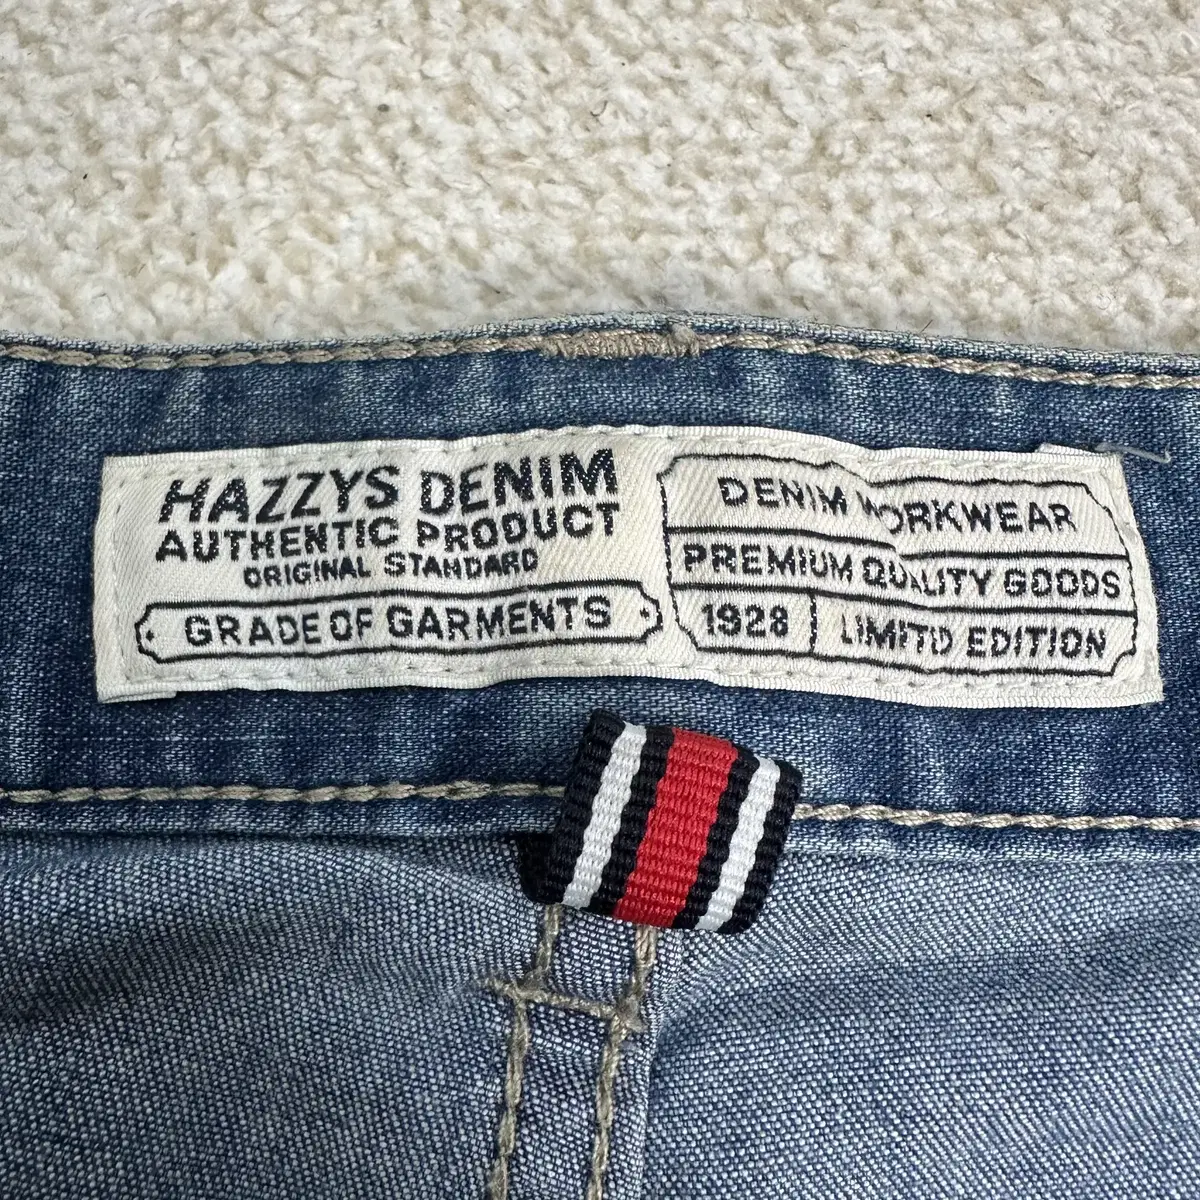 HAZZYS DENIM
AUTHENTIC PRODUCT
ORIGINAL STANDARD
GRADE OF GARMENTS
DENIM WORKWEAR
PREMIUM QUALITY GOODS
1928 LIMITD EDITION